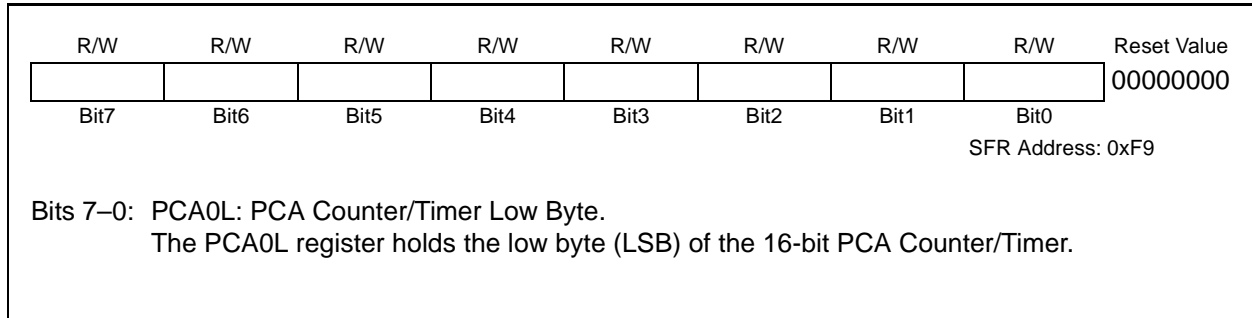 R/W R/W R/W R/W R/W R/W R/W R/W Reset Value
00000000
Bit7 Bit6 Bit5 Bit4 Bit3 Bit2 Bit1 Bit0
SFR Address: 0xF9
Bits 7–0: PCA0L: PCA Counter/Timer Low Byte.
The PCA0L register holds the low byte (LSB) of the 16-bit PCA Counter/Timer.